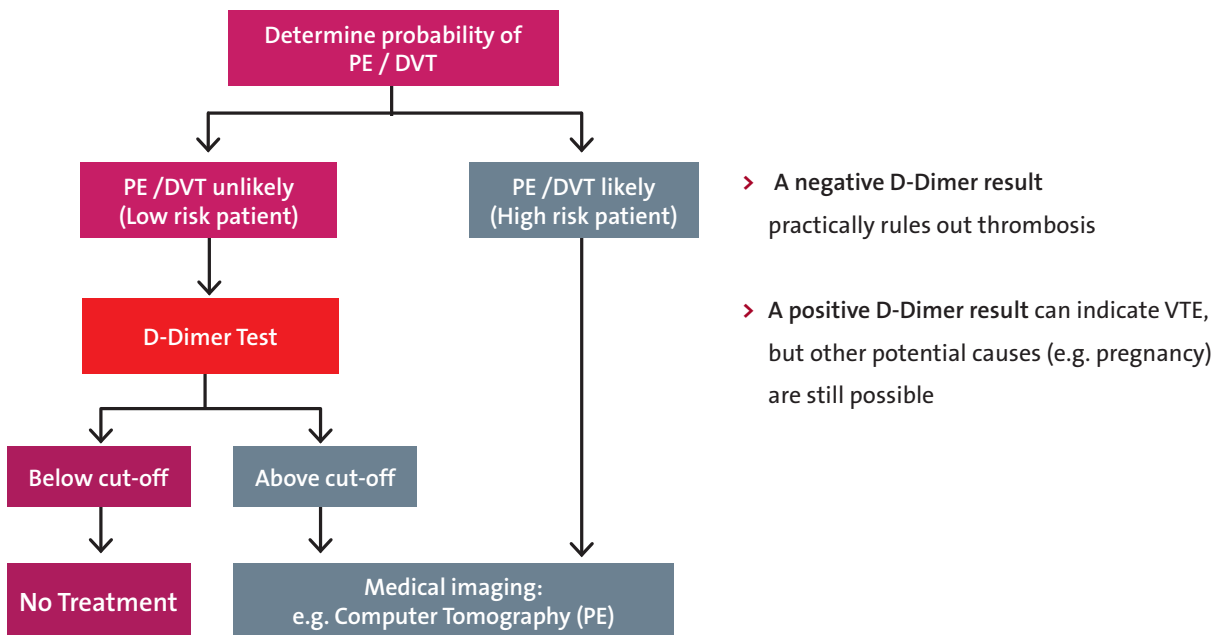 Determine probability of
PE / DVT
PE /DVT unlikely
(Low risk patient)
PE /DVT likely
(High risk patient)
D-Dimer Test
Below cut-off
Above cut-off
No Treatment
Medical imaging:
e.g. Computer Tomography (PE)
> A negative D-Dimer result
practically rules out thrombosis
> A positive D-Dimer result can indicate VTE,
but other potential causes (e.g. pregnancy)
are still possible